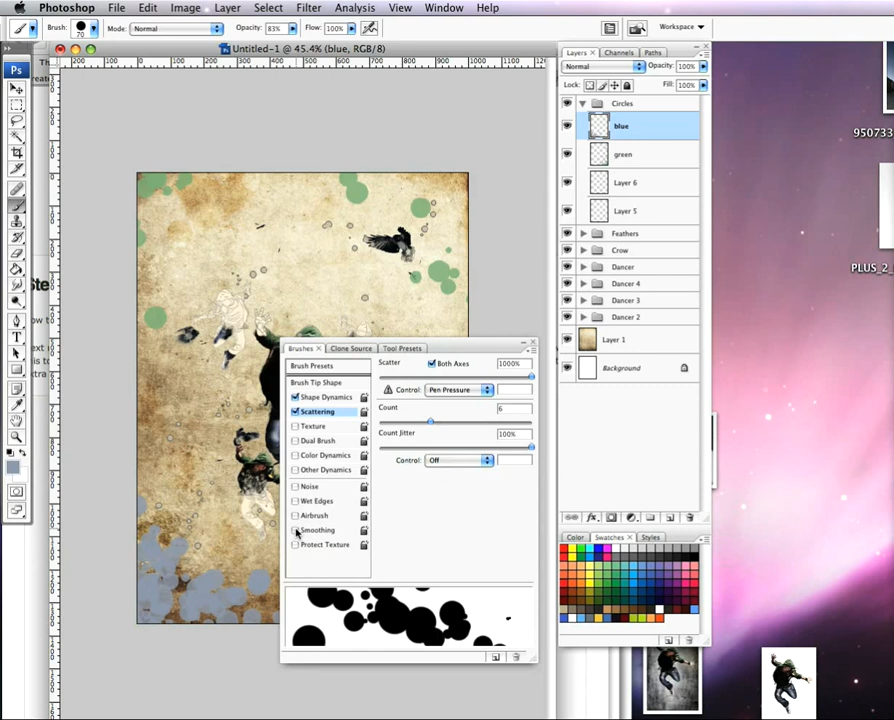 Photoshop File Edit Image Layer Select Filter Analysis View Window Help
Brush: 70 Mode: Normal Opacity: 83% Flow: 100% Workspace
Untitled-1 @ 45.4% (blue, RGB/8)
Ps
Layers x Channels Paths
Normal Opacity: 100%
Lock: Fill: 100%
Circles
blue
green
Layer 6
Layer 5
Feathers
Crow
Dancer
Dancer 4
Dancer 3
Dancer 2
Layer 1
Background
950733
PLUS_2_
Brushes x Clone Source Tool Presets
Brush Presets
Brush Tip Shape
Shape Dynamics
Scattering
Texture
Dual Brush
Color Dynamics
Other Dynamics
Noise
Wet Edges
Airbrush
Smoothing
Protect Texture
Scatter Both Axes 1000%
Control: Pen Pressure
Count 6
Count Jitter 100%
Control: Off
Color Swatches x Styles